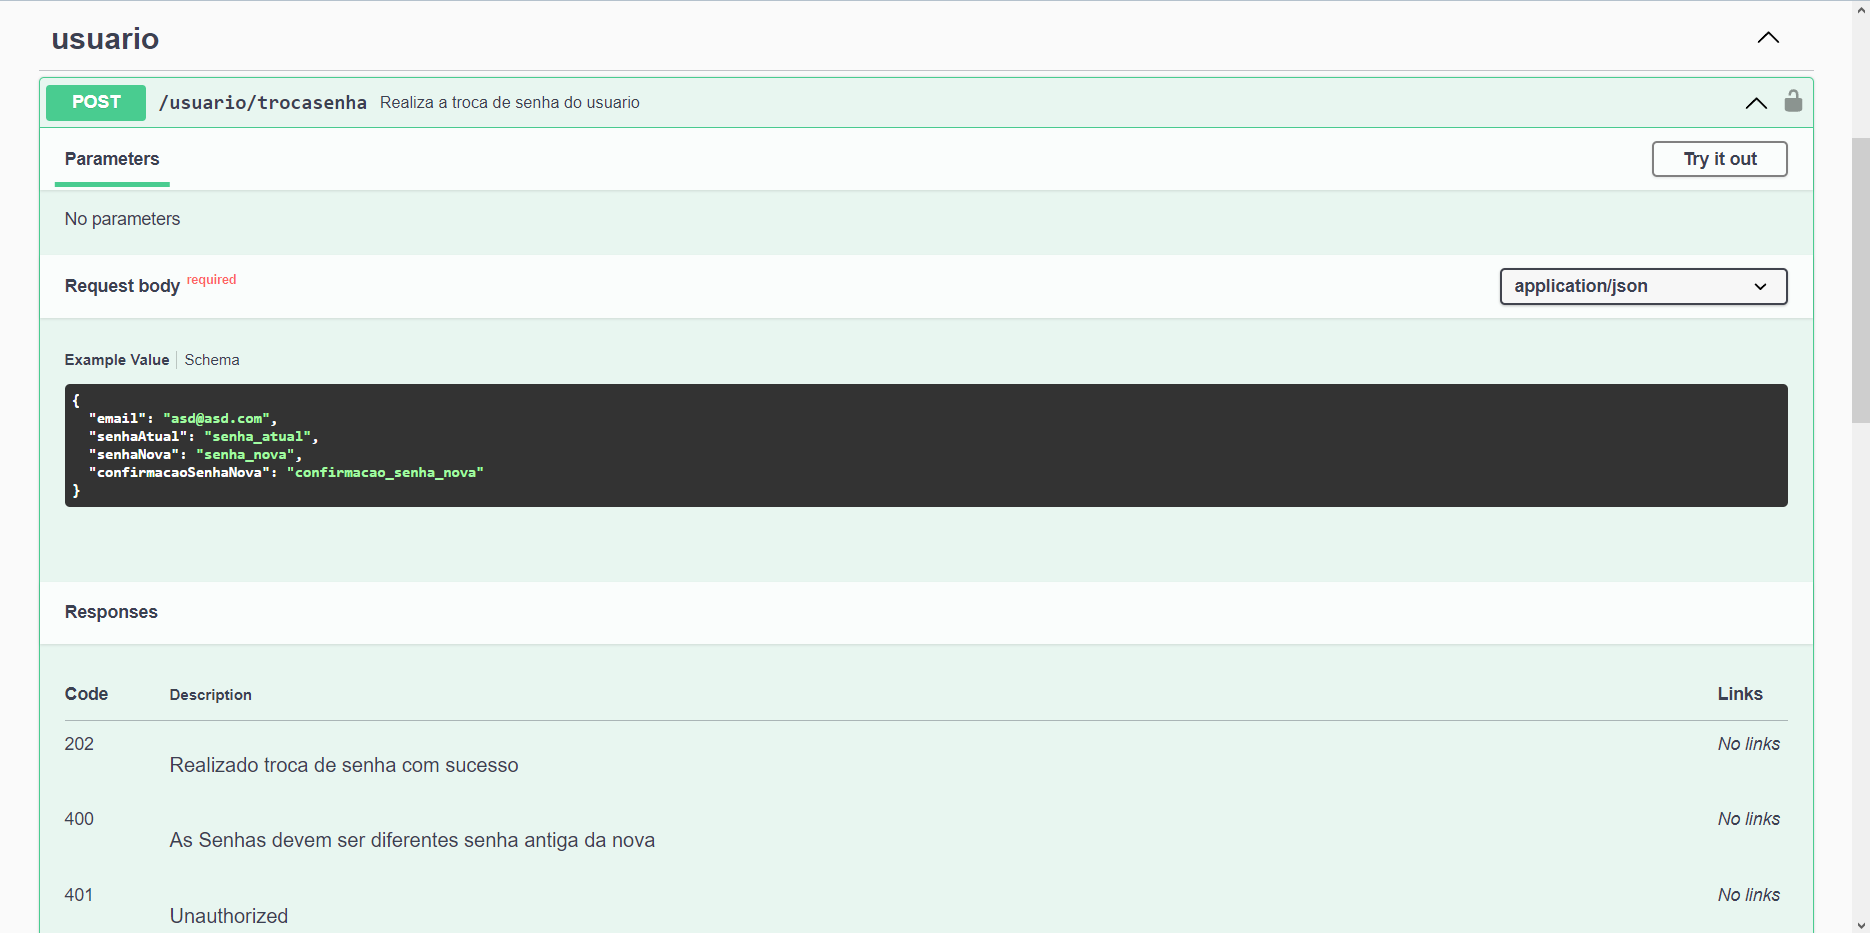 usuario
POST /usuario/trocasenha Realiza a troca de senha do usuario
Parameters
Try it out
No parameters
Request body required
application/json
Example Value Schema
{
"email": "asd@asd.com",
"senhaAtual": "senha_atual",
"senhaNova": "senha_nova",
"confirmacaoSenhaNova": "confirmacao_senha_nova"
}
Responses
Code Description Links
202 No links
Realizado troca de senha com sucesso
400 No links
As Senhas devem ser diferentes senha antiga da nova
401 No links
Unauthorized